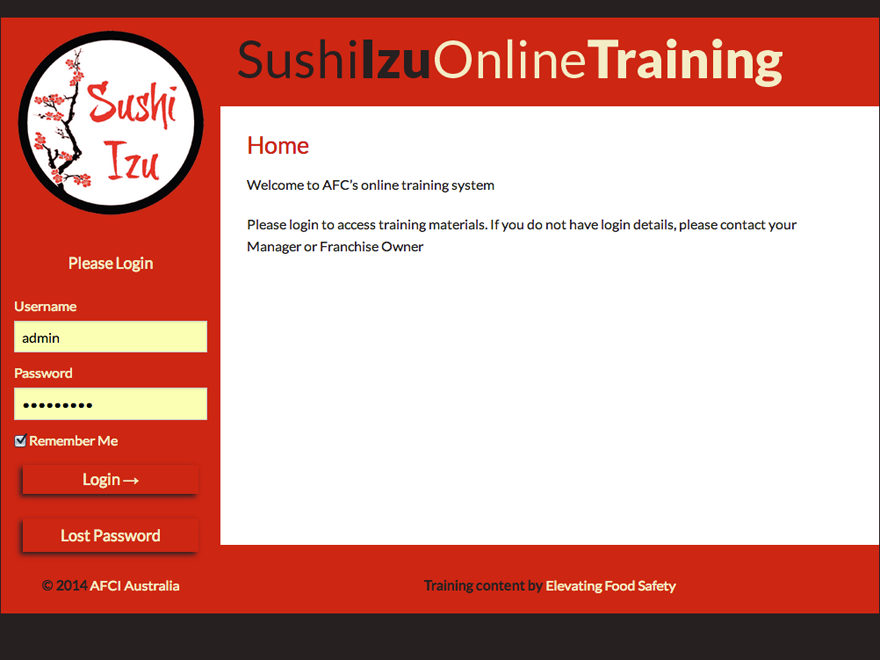 SushiIzuOnlineTraining
Sushi
Izu
Please Login
Username
admin
Password
Remember Me
Login →
Lost Password
Home
Welcome to AFC's online training system
Please login to access training materials. If you do not have login details, please contact your
Manager or Franchise Owner
© 2014 AFCI Australia
Training content by Elevating Food Safety